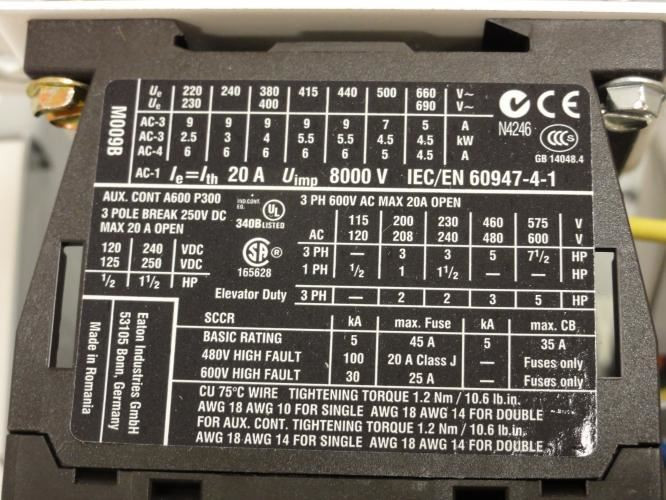 M009B
Ue 220 240 380 415 440 500 660 V~
Ue 230 400 690 V~
AC-3 9 9 9 9 9 7 5 A
AC-3 2.5 3 4 5.5 5.5 4.5 4.5 kW
AC-4 6 6 6 6 6 5 4.5 A
AC-1 Ie=Ith 20 A Uimp 8000 V IEC/EN 60947-4-1
CE
N4246
CCC S
GB 14048.4
AUX. CONT A600 P300
3 POLE BREAK 250V DC
MAX 20 A OPEN
120 240 VDC
125 250 VDC
1/2 1 1/2 HP
IND.CONT.
EQ.
UL
340B LISTED
SA ®
165628
3 PH 600V AC MAX 20A OPEN
115 200 230 460 575 V
AC 120 208 240 480 600 V
3 PH — 3 3 5 7 1/2 HP
1 PH 1/2 1 1 1/2 — — HP
Elevator Duty 3 PH — 2 2 3 5 HP
SCCR kA max. Fuse kA max. CB
BASIC RATING 5 45 A 5 35 A
480V HIGH FAULT 100 20 A Class J — Fuses only
600V HIGH FAULT 30 25 A — Fuses only
CU 75°C WIRE TIGHTENING TORQUE 1.2 Nm / 10.6 lb.in.
AWG 18 AWG 10 FOR SINGLE AWG 18 AWG 14 FOR DOUBLE
FOR AUX. CONT. TIGHTENING TORQUE 1.2 Nm / 10.6 lb.in.
AWG 18 AWG 14 FOR SINGLE AWG 18 AWG 14 FOR DOUBLE
Eaton Industries GmbH
53105 Bonn, Germany
Made in Romania